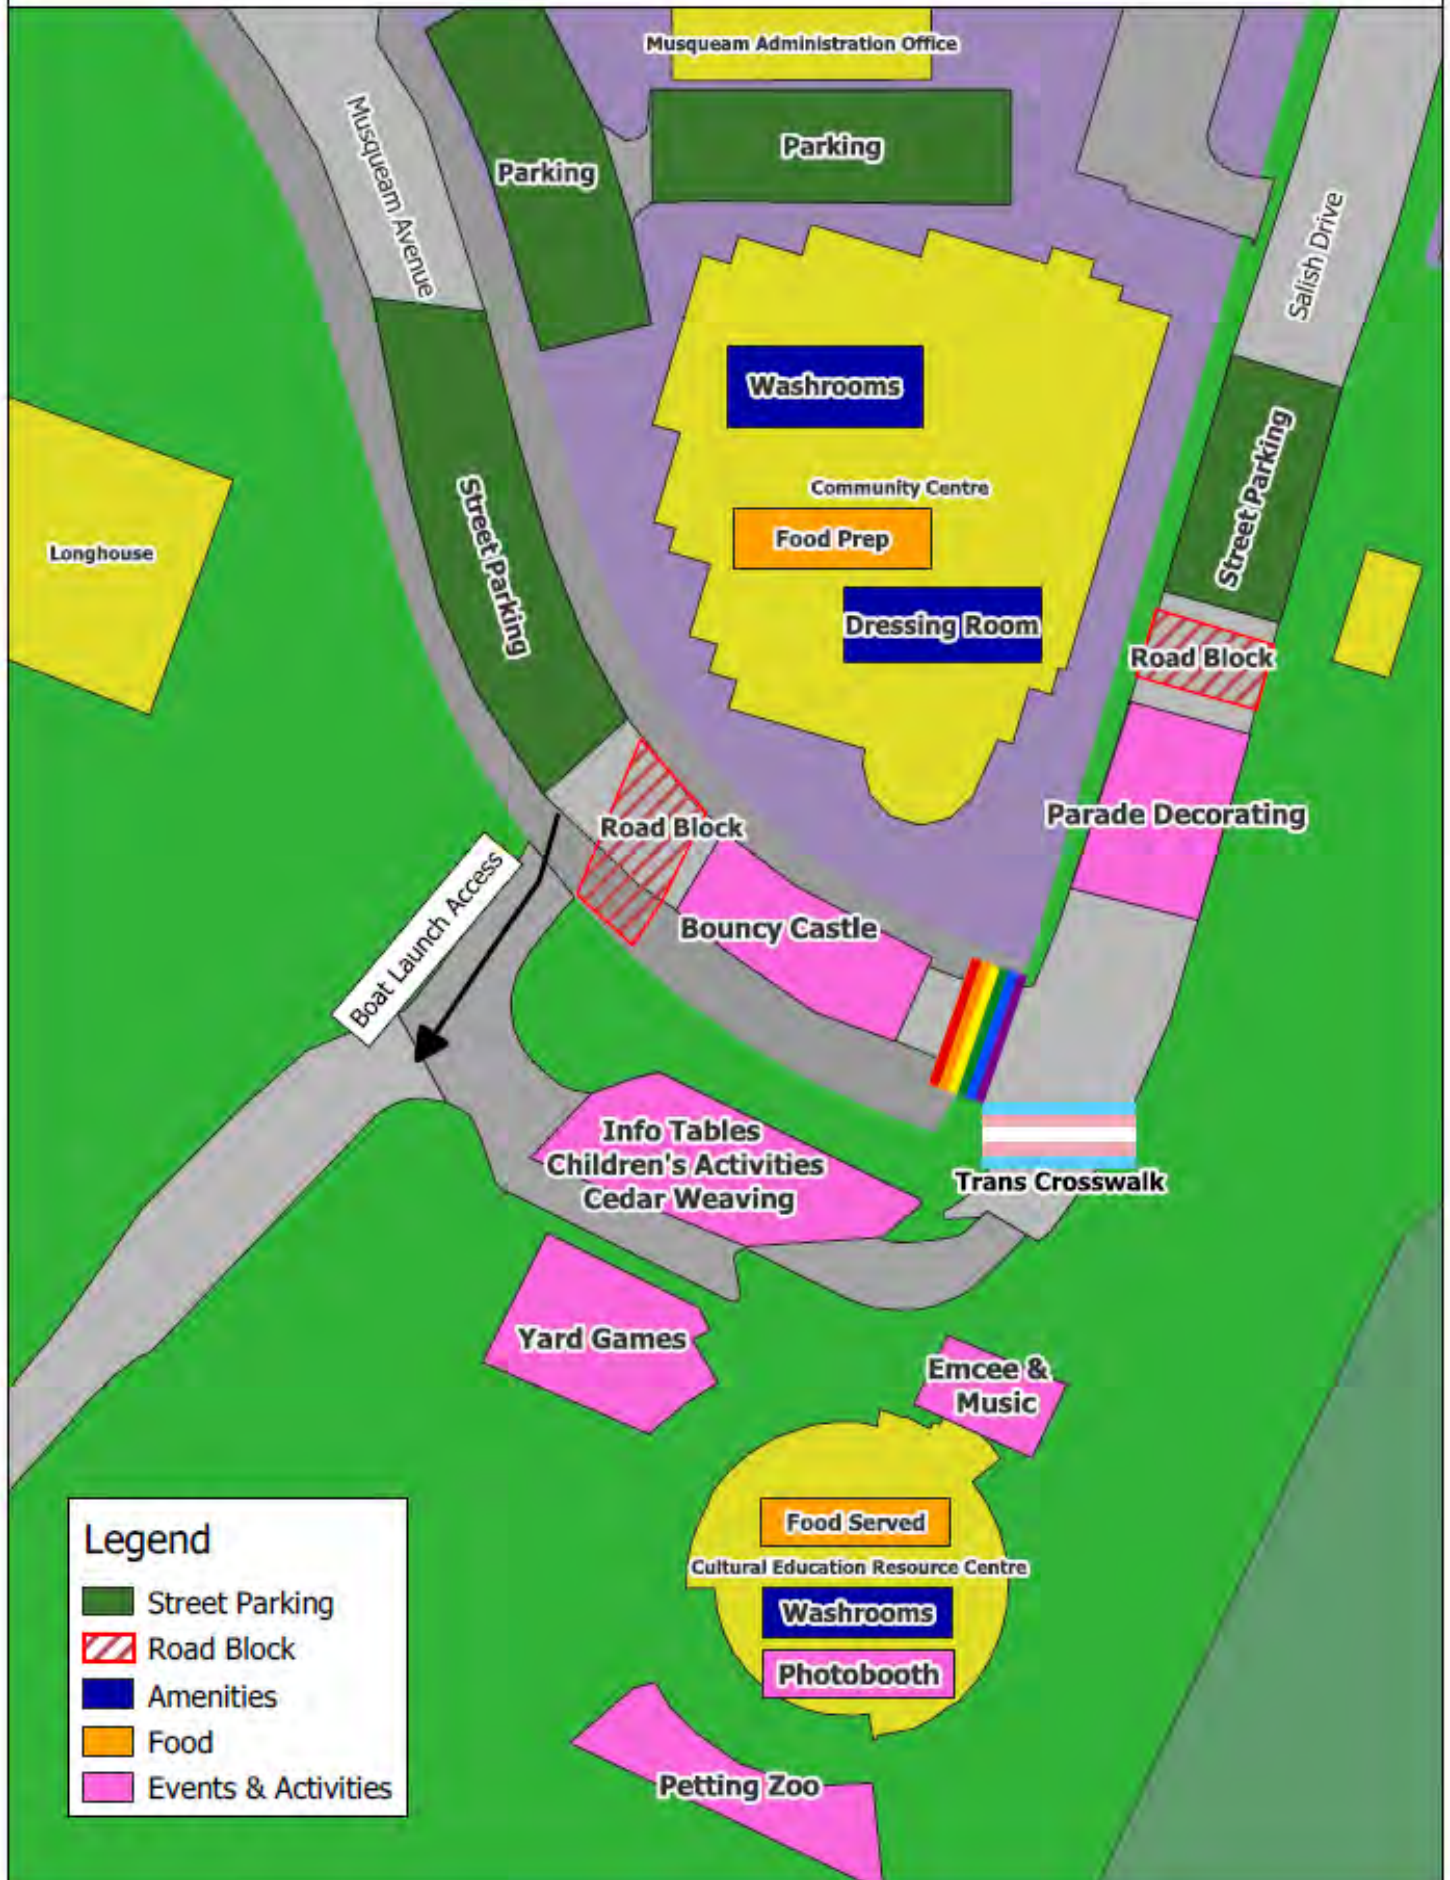 Musqueam Administration Office
Parking
Parking
Musqueam Avenue
Salish Drive
Washrooms
Community Centre
Food Prep
Dressing Room
Street Parking
Street Parking
Longhouse
Road Block
Road Block
Parade Decorating
Bouncy Castle
Boat Launch Access
Info Tables
Children's Activities
Cedar Weaving
Trans Crosswalk
Yard Games
Emcee &
Music
Food Served
Cultural Education Resource Centre
Washrooms
Photobooth
Petting Zoo
Legend
Street Parking
Road Block
Amenities
Food
Events & Activities